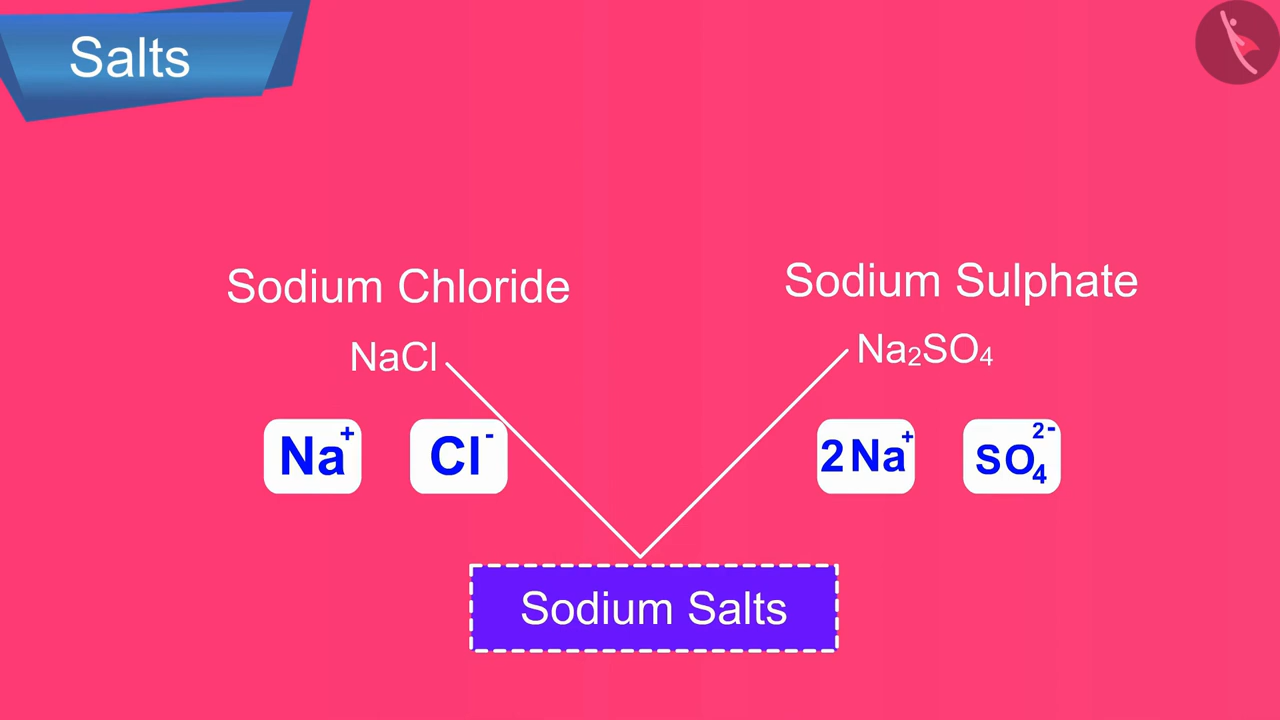 Salts
Sodium Chloride
NaCl
Na⁺ Cl⁻
Sodium Sulphate
Na₂SO₄
2Na⁺ SO₄²⁻
Sodium Salts